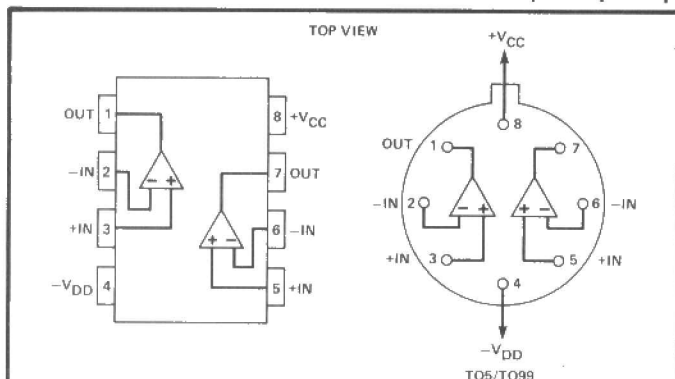 TOP VIEW
OUT 1
-IN 2
+IN 3
-VDD 4
8 +VCC
7 OUT
6 -IN
5 +IN
- +
+ -
+VCC
8
OUT 1
7
-IN 2
6 -IN
+IN 3
5 +IN
4
- +
+ -
-VDD
TO5/TO99